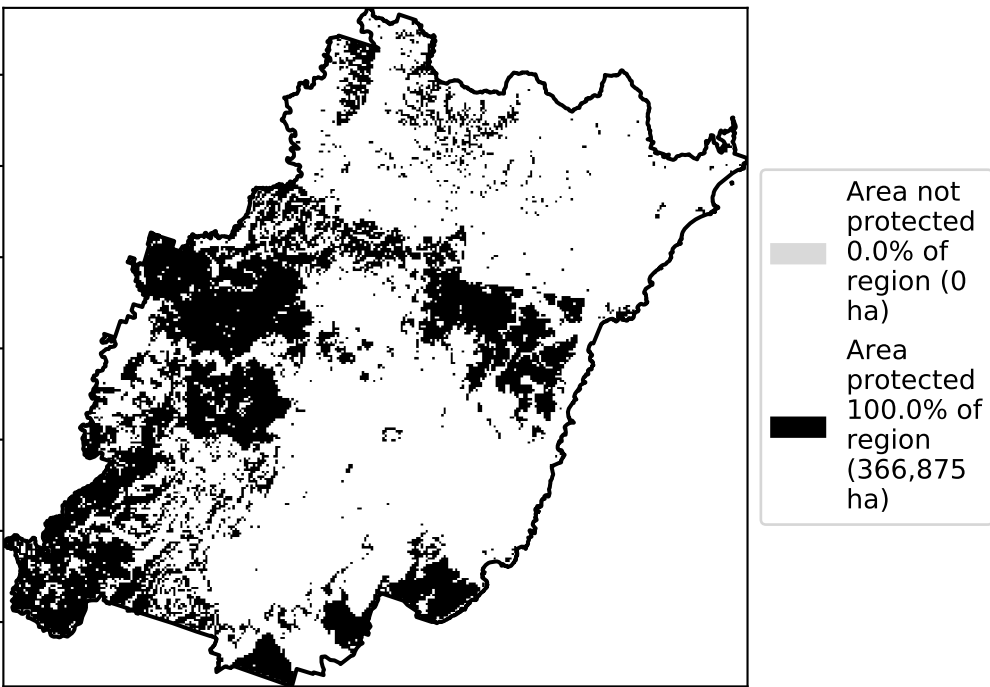 Area not
protected
0.0% of
region (0
ha)
Area
protected
100.0% of
region
(366,875
ha)